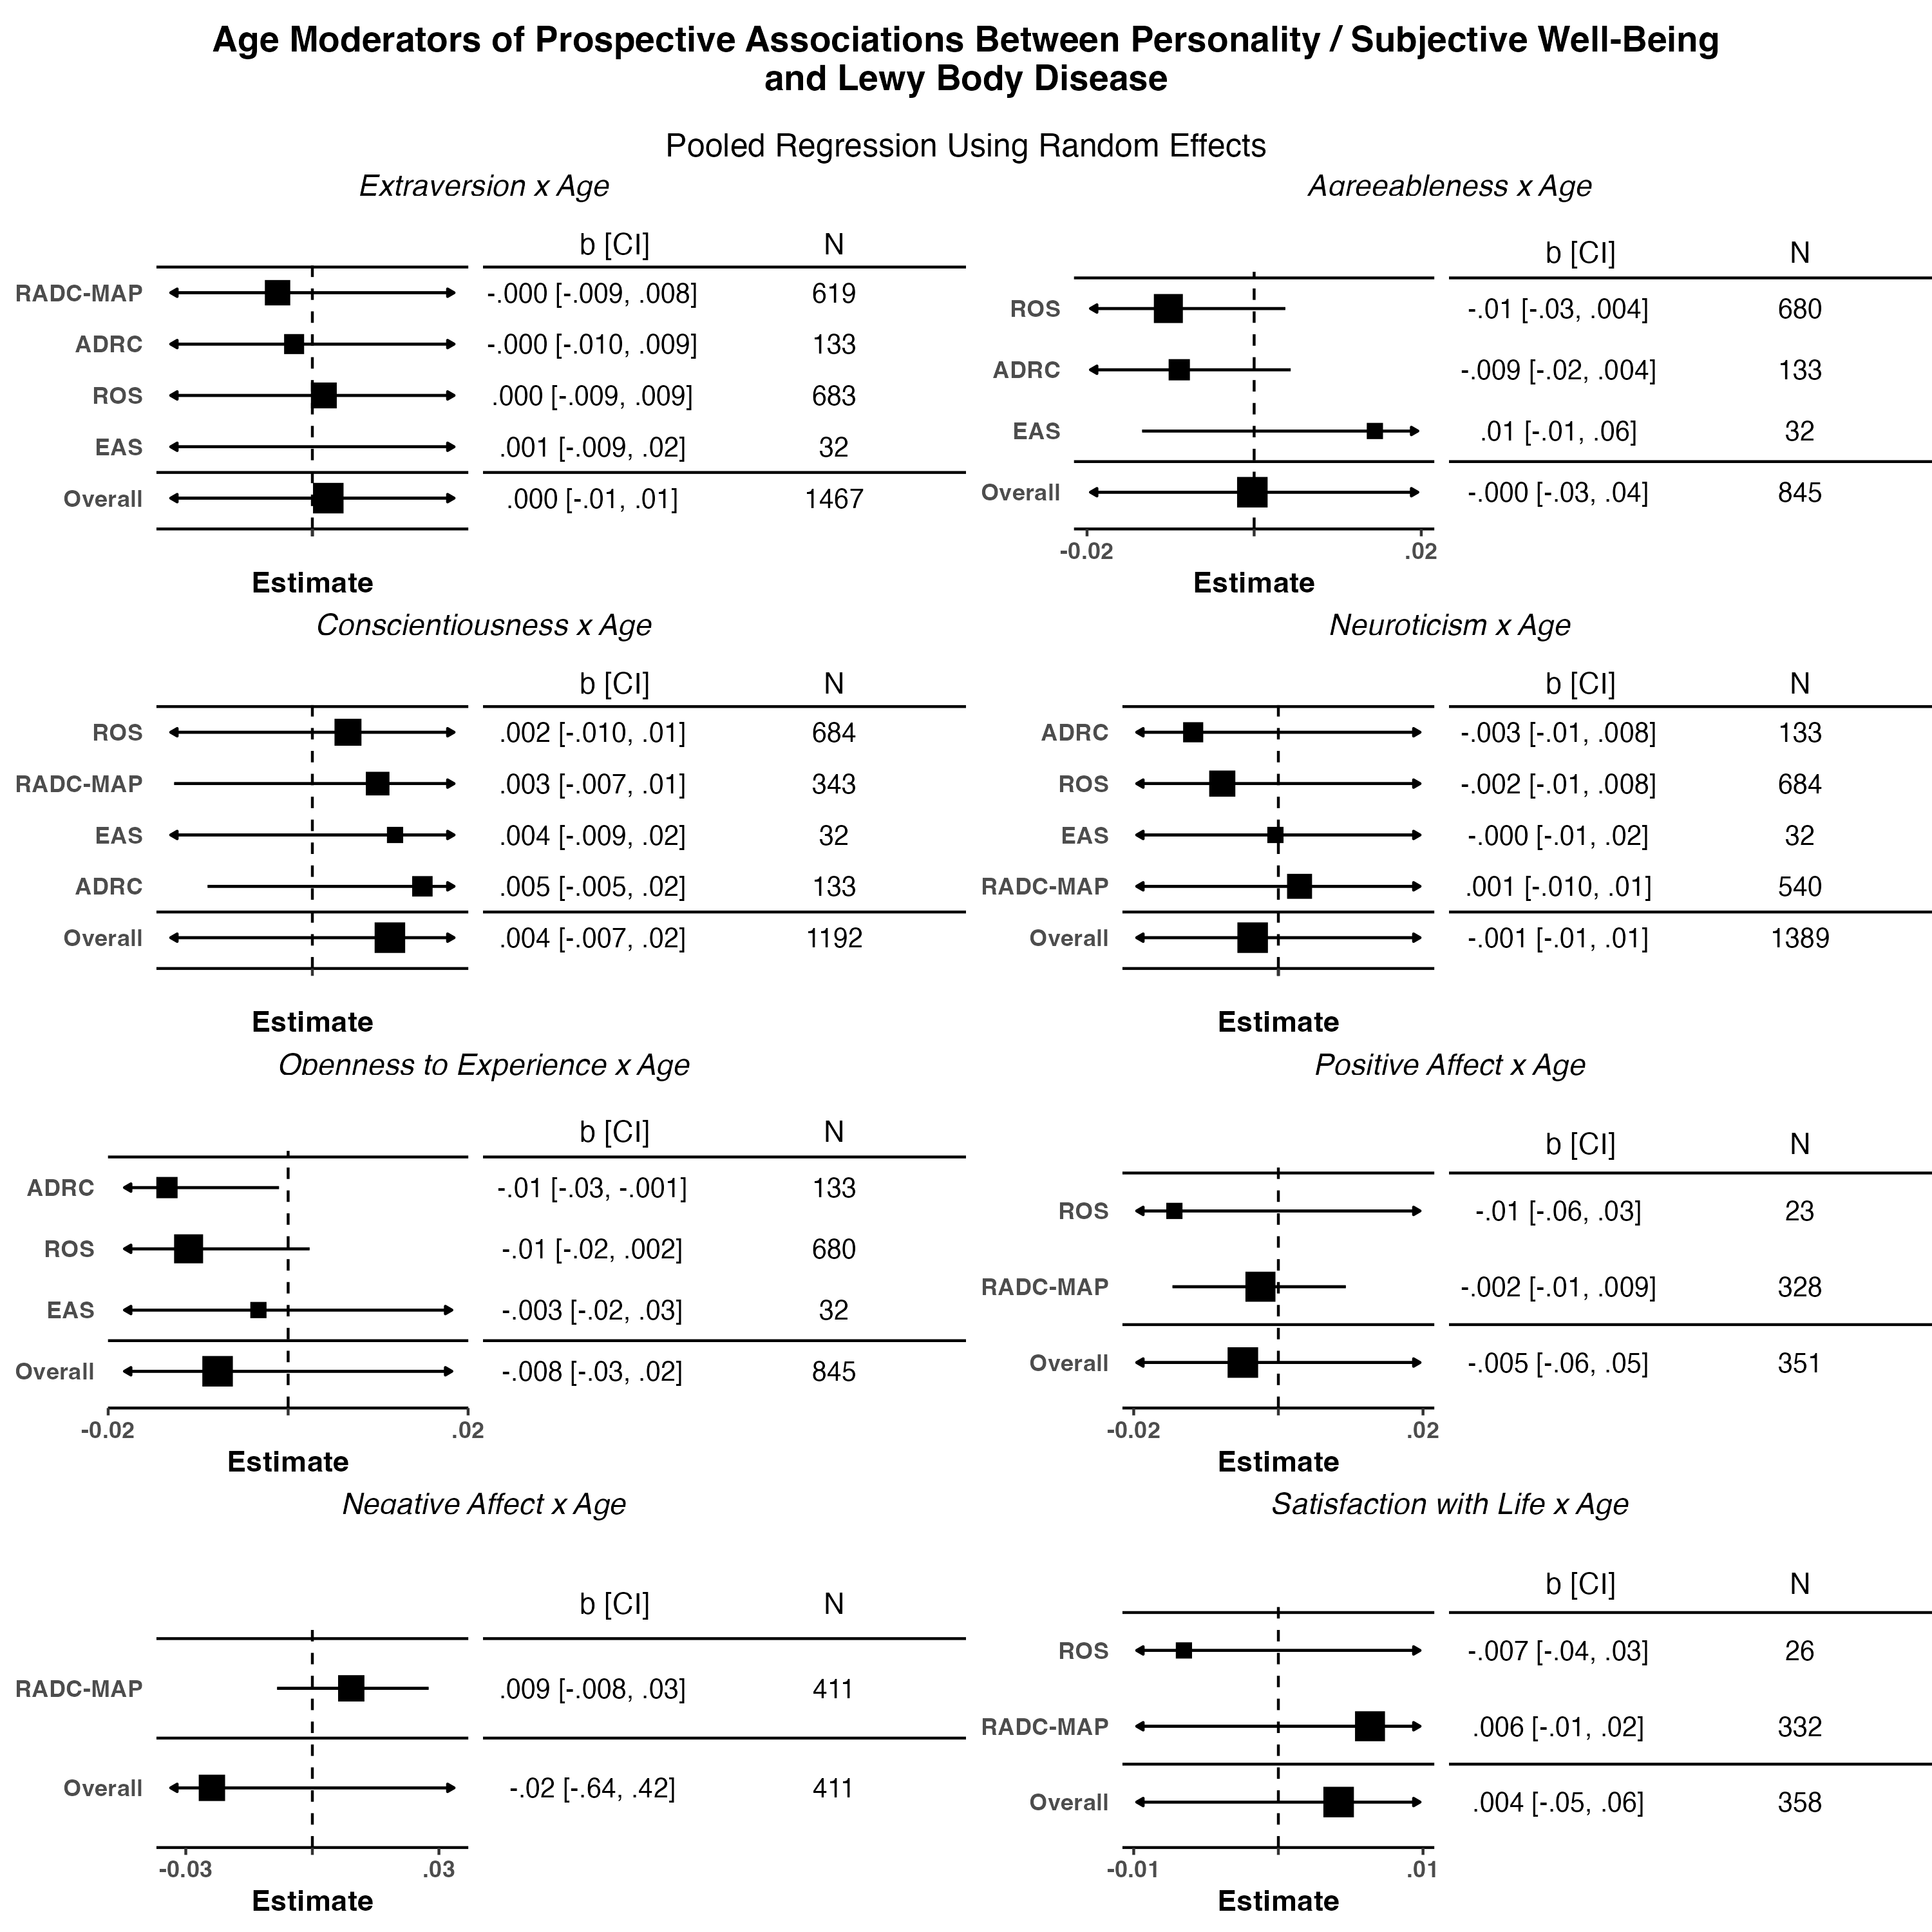 Age Moderators of Prospective Associations Between Personality / Subjective Well-Being
and Lewy Body Disease
Pooled Regression Using Random Effects
Extraversion x Age
b [CI] N
RADC-MAP -.000 [-.009, .008] 619
ADRC -.000 [-.010, .009] 133
ROS .000 [-.009, .009] 683
EAS .001 [-.009, .02] 32
Overall .000 [-.01, .01] 1467
Estimate
Agreeableness x Age
b [CI] N
ROS -.01 [-.03, .004] 680
ADRC -.009 [-.02, .004] 133
EAS .01 [-.01, .06] 32
Overall -.000 [-.03, .04] 845
-0.02 .02
Estimate
Conscientiousness x Age
b [CI] N
ROS .002 [-.010, .01] 684
RADC-MAP .003 [-.007, .01] 343
EAS .004 [-.009, .02] 32
ADRC .005 [-.005, .02] 133
Overall .004 [-.007, .02] 1192
Estimate
Neuroticism x Age
b [CI] N
ADRC -.003 [-.01, .008] 133
ROS -.002 [-.01, .008] 684
EAS -.000 [-.01, .02] 32
RADC-MAP .001 [-.010, .01] 540
Overall -.001 [-.01, .01] 1389
Estimate
Openness to Experience x Age
b [CI] N
ADRC -.01 [-.03, -.001] 133
ROS -.01 [-.02, .002] 680
EAS -.003 [-.02, .03] 32
Overall -.008 [-.03, .02] 845
-0.02 .02
Estimate
Positive Affect x Age
b [CI] N
ROS -.01 [-.06, .03] 23
RADC-MAP -.002 [-.01, .009] 328
Overall -.005 [-.06, .05] 351
-0.02 .02
Estimate
Negative Affect x Age
b [CI] N
RADC-MAP .009 [-.008, .03] 411
Overall -.02 [-.64, .42] 411
-0.03 .03
Estimate
Satisfaction with Life x Age
b [CI] N
ROS -.007 [-.04, .03] 26
RADC-MAP .006 [-.01, .02] 332
Overall .004 [-.05, .06] 358
-0.01 .01
Estimate